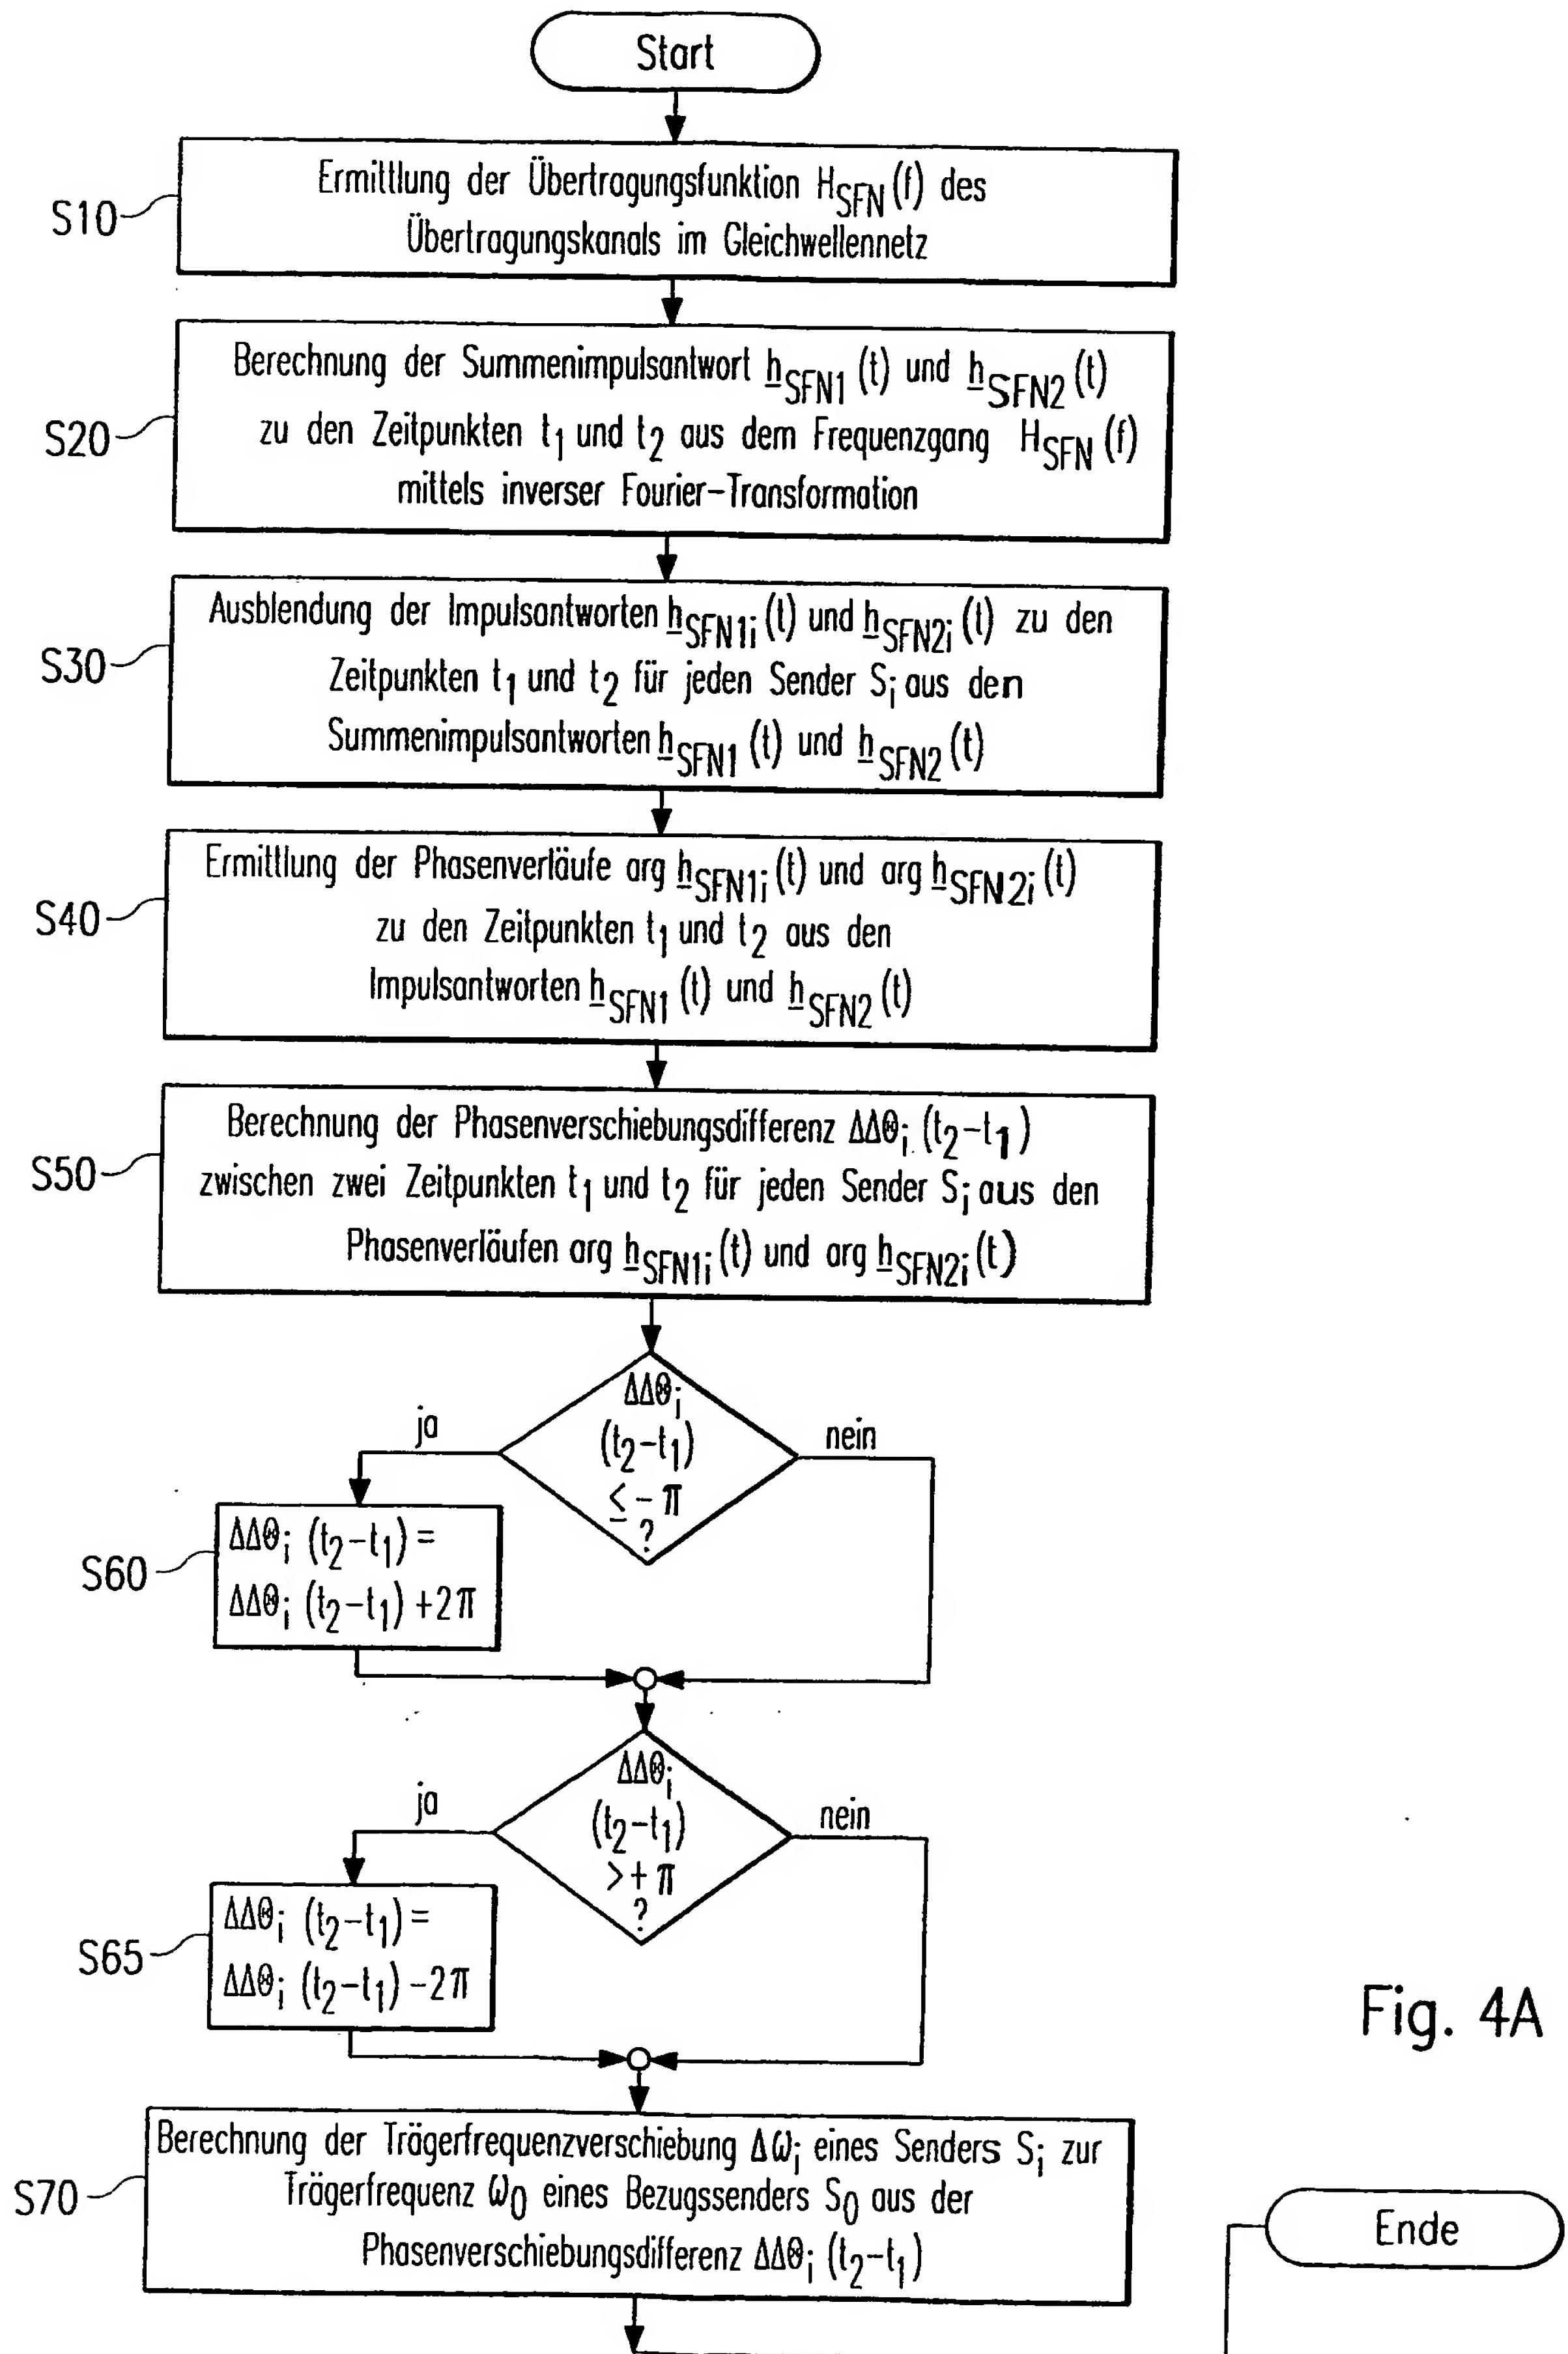 Start
S10
Ermittlung der Übertragungsfunktion H_SFN(f) des
Übertragungskanals im Gleichwellennetz
S20
Berechnung der Summenimpulsantwort h_SFN1(t) und h_SFN2(t)
zu den Zeitpunkten t₁ und t₂ aus dem Frequenzgang H_SFN(f)
mittels inverser Fourier-Transformation
S30
Ausblendung der Impulsantworten h_SFN1i(t) und h_SFN2i(t) zu den
Zeitpunkten t₁ und t₂ für jeden Sender Sᵢ aus den
Summenimpulsantworten h_SFN1(t) und h_SFN2(t)
S40
Ermittlung der Phasenverläufe arg h_SFN1i(t) und arg h_SFN2i(t)
zu den Zeitpunkten t₁ und t₂ aus den
Impulsantworten h_SFN1(t) und h_SFN2(t)
S50
Berechnung der Phasenverschiebungsdifferenz ΔΔΘᵢ(t₂-t₁)
zwischen zwei Zeitpunkten t₁ und t₂ für jeden Sender Sᵢ aus den
Phasenverläufen arg h_SFN1i(t) und arg h_SFN2i(t)
ΔΔΘᵢ
(t₂-t₁)
≤ - π
?
ja
nein
S60
ΔΔΘᵢ (t₂-t₁) =
ΔΔΘᵢ (t₂-t₁) +2π
ΔΔΘᵢ
(t₂-t₁)
> + π
?
ja
nein
S65
ΔΔΘᵢ (t₂-t₁) =
ΔΔΘᵢ (t₂-t₁) -2π
Fig. 4A
S70
Berechnung der Trägerfrequenzverschiebung Δωᵢ eines Senders Sᵢ zur
Trägerfrequenz ω₀ eines Bezugssenders S₀ aus der
Phasenverschiebungsdifferenz ΔΔΘᵢ (t₂-t₁)
Ende